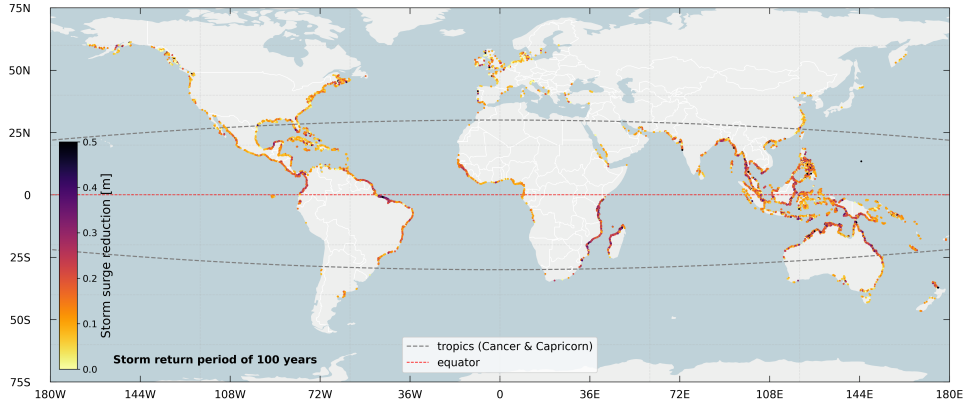 75N
50N
25N
0
25S
50S
75S
0.5
0.4
0.3
0.2
0.1
0.0
Storm surge reduction [m]
Storm return period of 100 years
tropics (Cancer & Capricorn)
equator
180W 144W 108W 72W 36W 0 36E 72E 108E 144E 180E